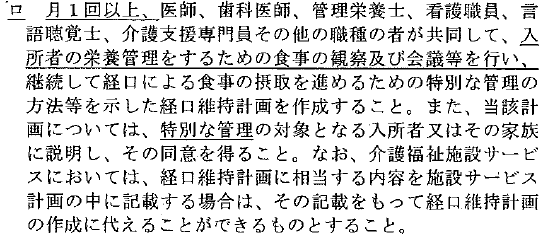 ロ　月１回以上、医師、歯科医師、管理栄養士、看護職員、言
語聴覚士、介護支援専門員その他の職種の者が共同して、入
所者の栄養管理をするための食事の観察及び会議等を行い、
継続して経口による食事の摂取を進めるための特別な管理の
方法等を示した経口維持計画を作成すること。また、当該計
画については、特別な管理の対象となる入所者又はその家族
に説明し、その同意を得ること。なお、介護福祉施設サービ
スにおいては、経口維持計画に相当する内容を施設サービス
計画の中に記載する場合は、その記載をもって経口維持計画
の作成に代えることができるものとすること。